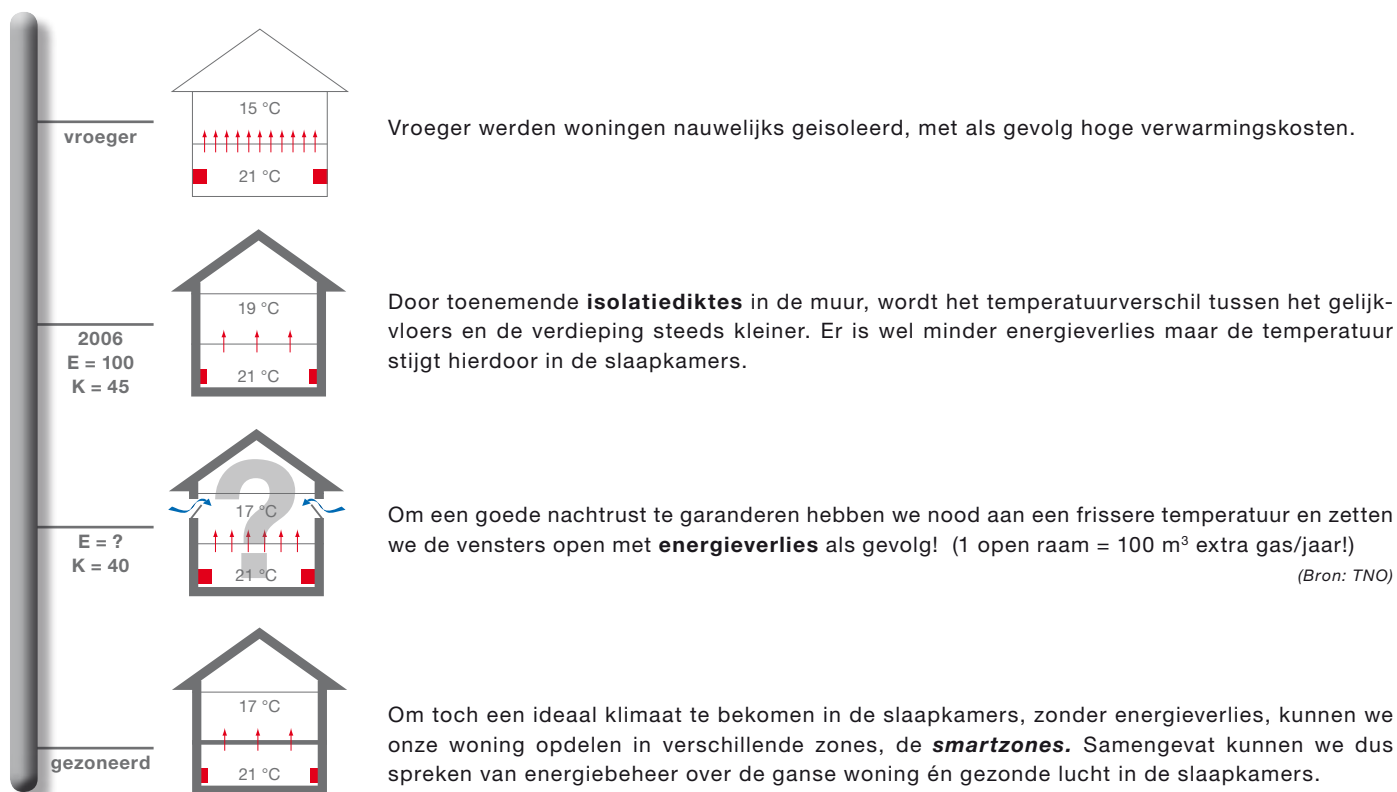 15 °C
vroeger
21 °C
Vroeger werden woningen nauwelijks geisoleerd, met als gevolg hoge verwarmingskosten.
19 °C
2006
E = 100
K = 45
21 °C
Door toenemende isolatiediktes in de muur, wordt het temperatuurverschil tussen het gelijk-
vloers en de verdieping steeds kleiner. Er is wel minder energieverlies maar de temperatuur
stijgt hierdoor in de slaapkamers.
?
17 °C
E = ?
K = 40
21 °C
Om een goede nachtrust te garanderen hebben we nood aan een frissere temperatuur en zetten
we de vensters open met energieverlies als gevolg! (1 open raam = 100 m³ extra gas/jaar!)
(Bron: TNO)
17 °C
gezoneerd
21 °C
Om toch een ideaal klimaat te bekomen in de slaapkamers, zonder energieverlies, kunnen we
onze woning opdelen in verschillende zones, de smartzones. Samengevat kunnen we dus
spreken van energiebeheer over de ganse woning én gezonde lucht in de slaapkamers.